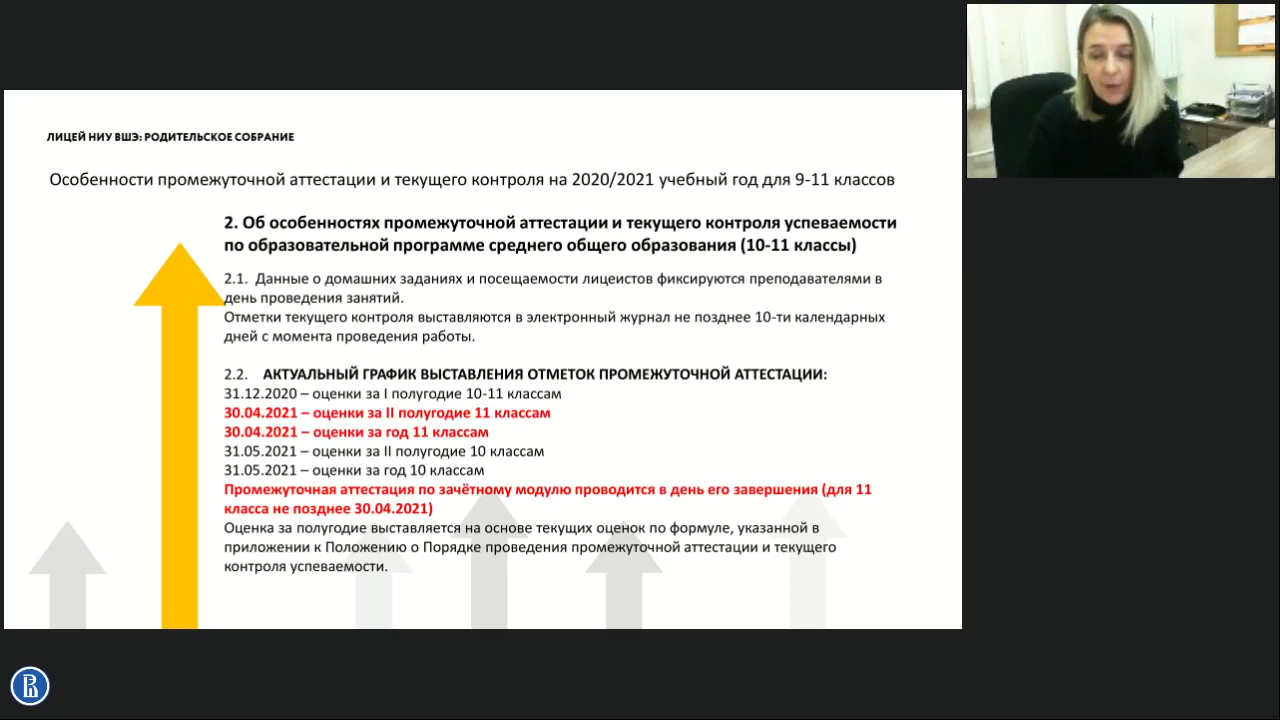 ЛИЦЕЙ НИУ ВШЭ: РОДИТЕЛЬСКОЕ СОБРАНИЕ
Особенности промежуточной аттестации и текущего контроля на 2020/2021 учебный год для 9-11 классов
2. Об особенностях промежуточной аттестации и текущего контроля успеваемости
по образовательной программе среднего общего образования (10-11 классы)
2.1. Данные о домашних заданиях и посещаемости лицеистов фиксируются преподавателями в
день проведения занятий.
Отметки текущего контроля выставляются в электронный журнал не позднее 10-ти календарных
дней с момента проведения работы.
2.2. АКТУАЛЬНЫЙ ГРАФИК ВЫСТАВЛЕНИЯ ОТМЕТОК ПРОМЕЖУТОЧНОЙ АТТЕСТАЦИИ:
31.12.2020 – оценки за I полугодие 10-11 классам
30.04.2021 – оценки за II полугодие 11 классам
30.04.2021 – оценки за год 11 классам
31.05.2021 – оценки за II полугодие 10 классам
31.05.2021 – оценки за год 10 классам
Промежуточная аттестация по зачётному модулю проводится в день его завершения (для 11
класса не позднее 30.04.2021)
Оценка за полугодие выставляется на основе текущих оценок по формуле, указанной в
приложении к Положению о Порядке проведения промежуточной аттестации и текущего
контроля успеваемости.